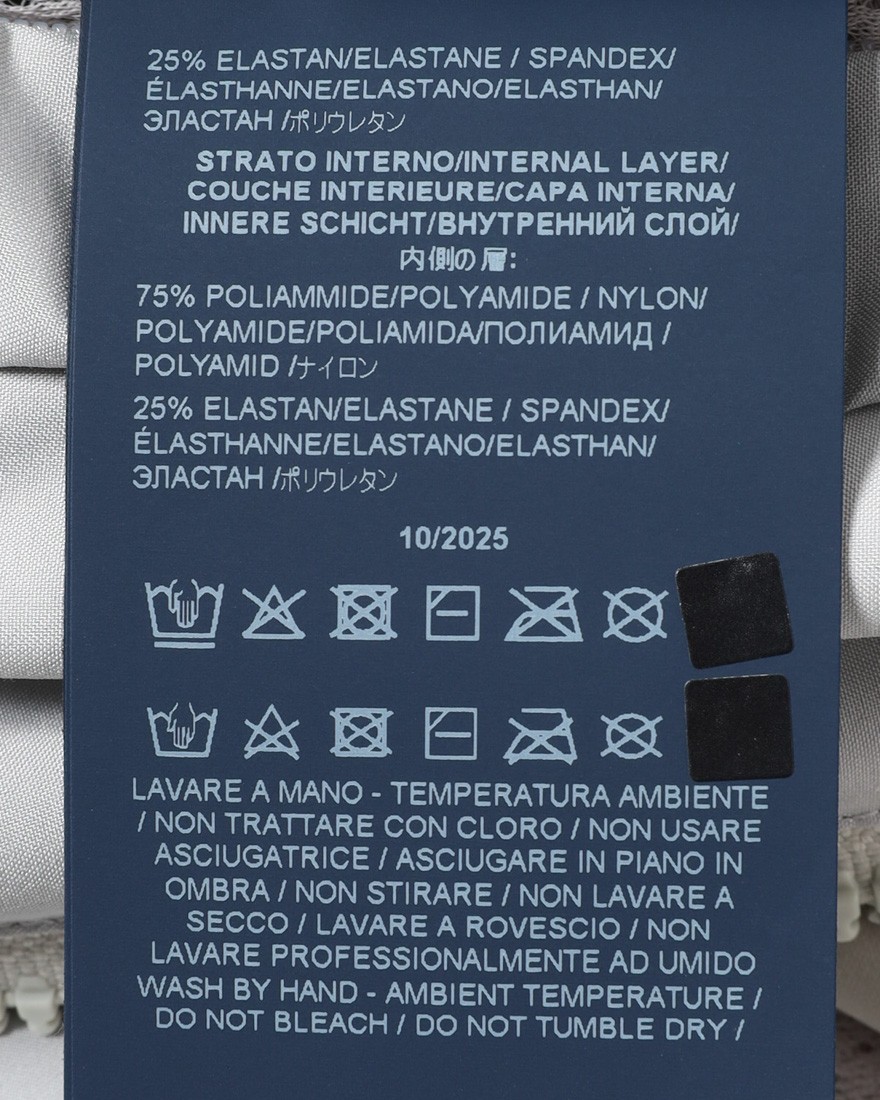 25% ELASTAN/ELASTANE / SPANDEX/
ÉLASTHANNE/ELASTANO/ELASTHAN/
ЭЛАСТАН /ポリウレタン
STRATO INTERNO/INTERNAL LAYER/
COUCHE INTERIEURE/CAPA INTERNA/
INNERE SCHICHT/ВНУТРЕННИЙ СЛОЙ/
内側の層:
75% POLIAMMIDE/POLYAMIDE / NYLON/
POLYAMIDE/POLIAMIDA/ПОЛИАМИД /
POLYAMID /ナイロン
25% ELASTAN/ELASTANE / SPANDEX/
ÉLASTHANNE/ELASTANO/ELASTHAN/
ЭЛАСТАН /ポリウレタン
10/2025
LAVARE A MANO - TEMPERATURA AMBIENTE
/ NON TRATTARE CON CLORO / NON USARE
ASCIUGATRICE / ASCIUGARE IN PIANO IN
OMBRA / NON STIRARE / NON LAVARE A
SECCO / LAVARE A ROVESCIO / NON
LAVARE PROFESSIONALMENTE AD UMIDO
WASH BY HAND - AMBIENT TEMPERATURE /
DO NOT BLEACH / DO NOT TUMBLE DRY /